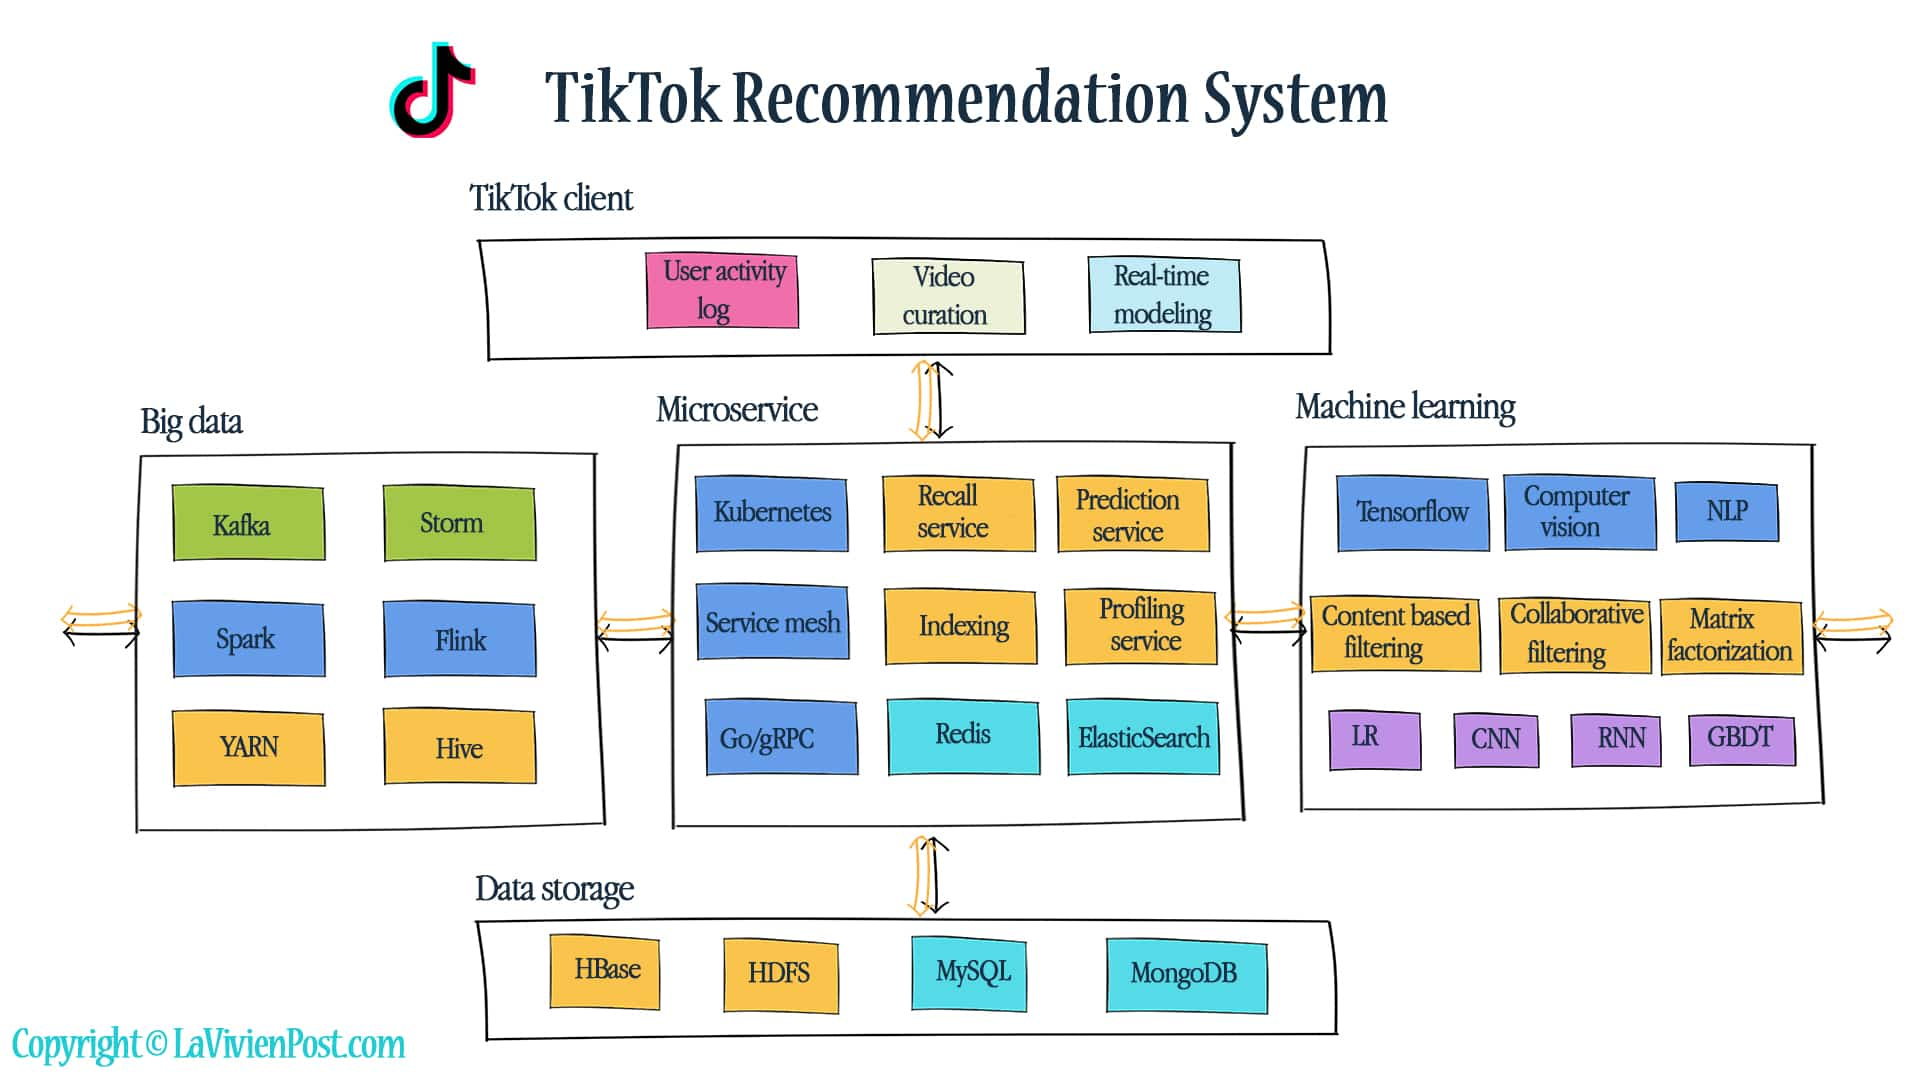 TikTok Recommendation System
TikTok client
User activity
log
Video
curation
Real-time
modeling
Big data
Kafka
Storm
Spark
Flink
YARN
Hive
Microservice
Kubernetes
Recall
service
Prediction
service
Service mesh
Indexing
Profiling
service
Go/gRPC
Redis
ElasticSearch
Machine learning
Tensorflow
Computer
vision
NLP
Content based
filtering
Collaborative
filtering
Matrix
factorization
LR
CNN
RNN
GBDT
Data storage
HBase
HDFS
MySQL
MongoDB
Copyright © LaVivienPost.com